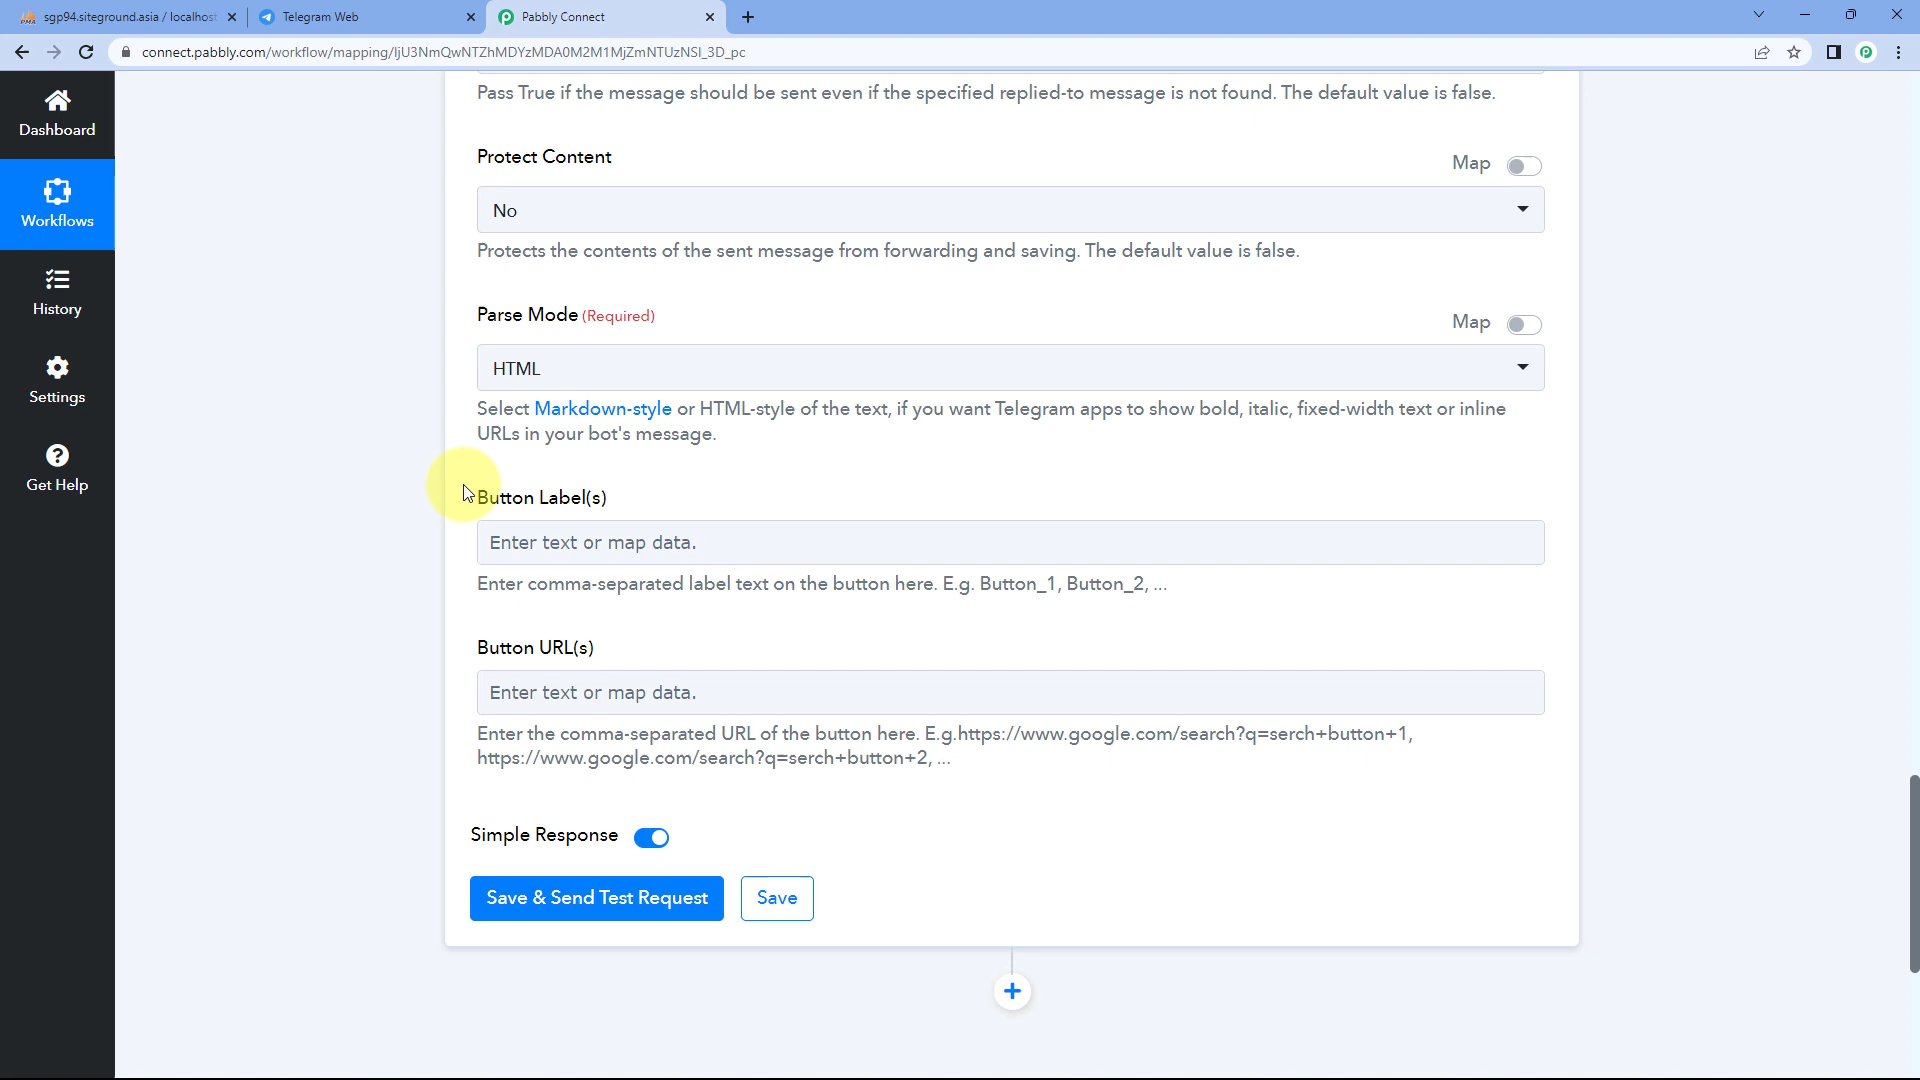 sgp94.siteground.asia / localhost
Telegram Web
Pabbly Connect
connect.pabbly.com/workflow/mapping/IjU3NmQwNTZhMDYzMDA0M2M1MjZmNTUzNSI_3D_pc
Dashboard
Workflows
History
Settings
Get Help
Pass True if the message should be sent even if the specified replied-to message is not found. The default value is false.
Protect Content
Map
No
Protects the contents of the sent message from forwarding and saving. The default value is false.
Parse Mode (Required)
Map
HTML
Select Markdown-style or HTML-style of the text, if you want Telegram apps to show bold, italic, fixed-width text or inline
URLs in your bot's message.
Button Label(s)
Enter text or map data.
Enter comma-separated label text on the button here. E.g. Button_1, Button_2, ...
Button URL(s)
Enter text or map data.
Enter the comma-separated URL of the button here. E.g.https://www.google.com/search?q=serch+button+1,
https://www.google.com/search?q=serch+button+2, ...
Simple Response
Save & Send Test Request
Save